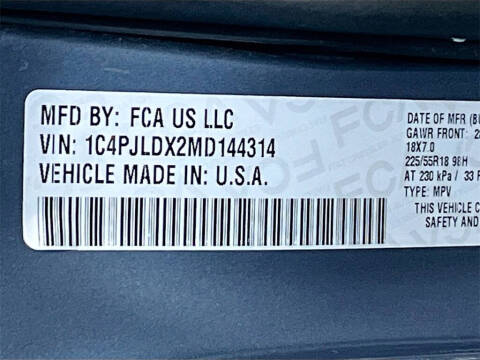 MFD BY: FCA US LLC
VIN: 1C4PJLDX2MD144314
VEHICLE MADE IN: U.S.A.
DATE OF MFR
GAWR FRONT:
18X7.0
225/55R18 98H
AT 230 kPa / 33
TYPE: MPV
THIS VEHICLE
SAFETY AND